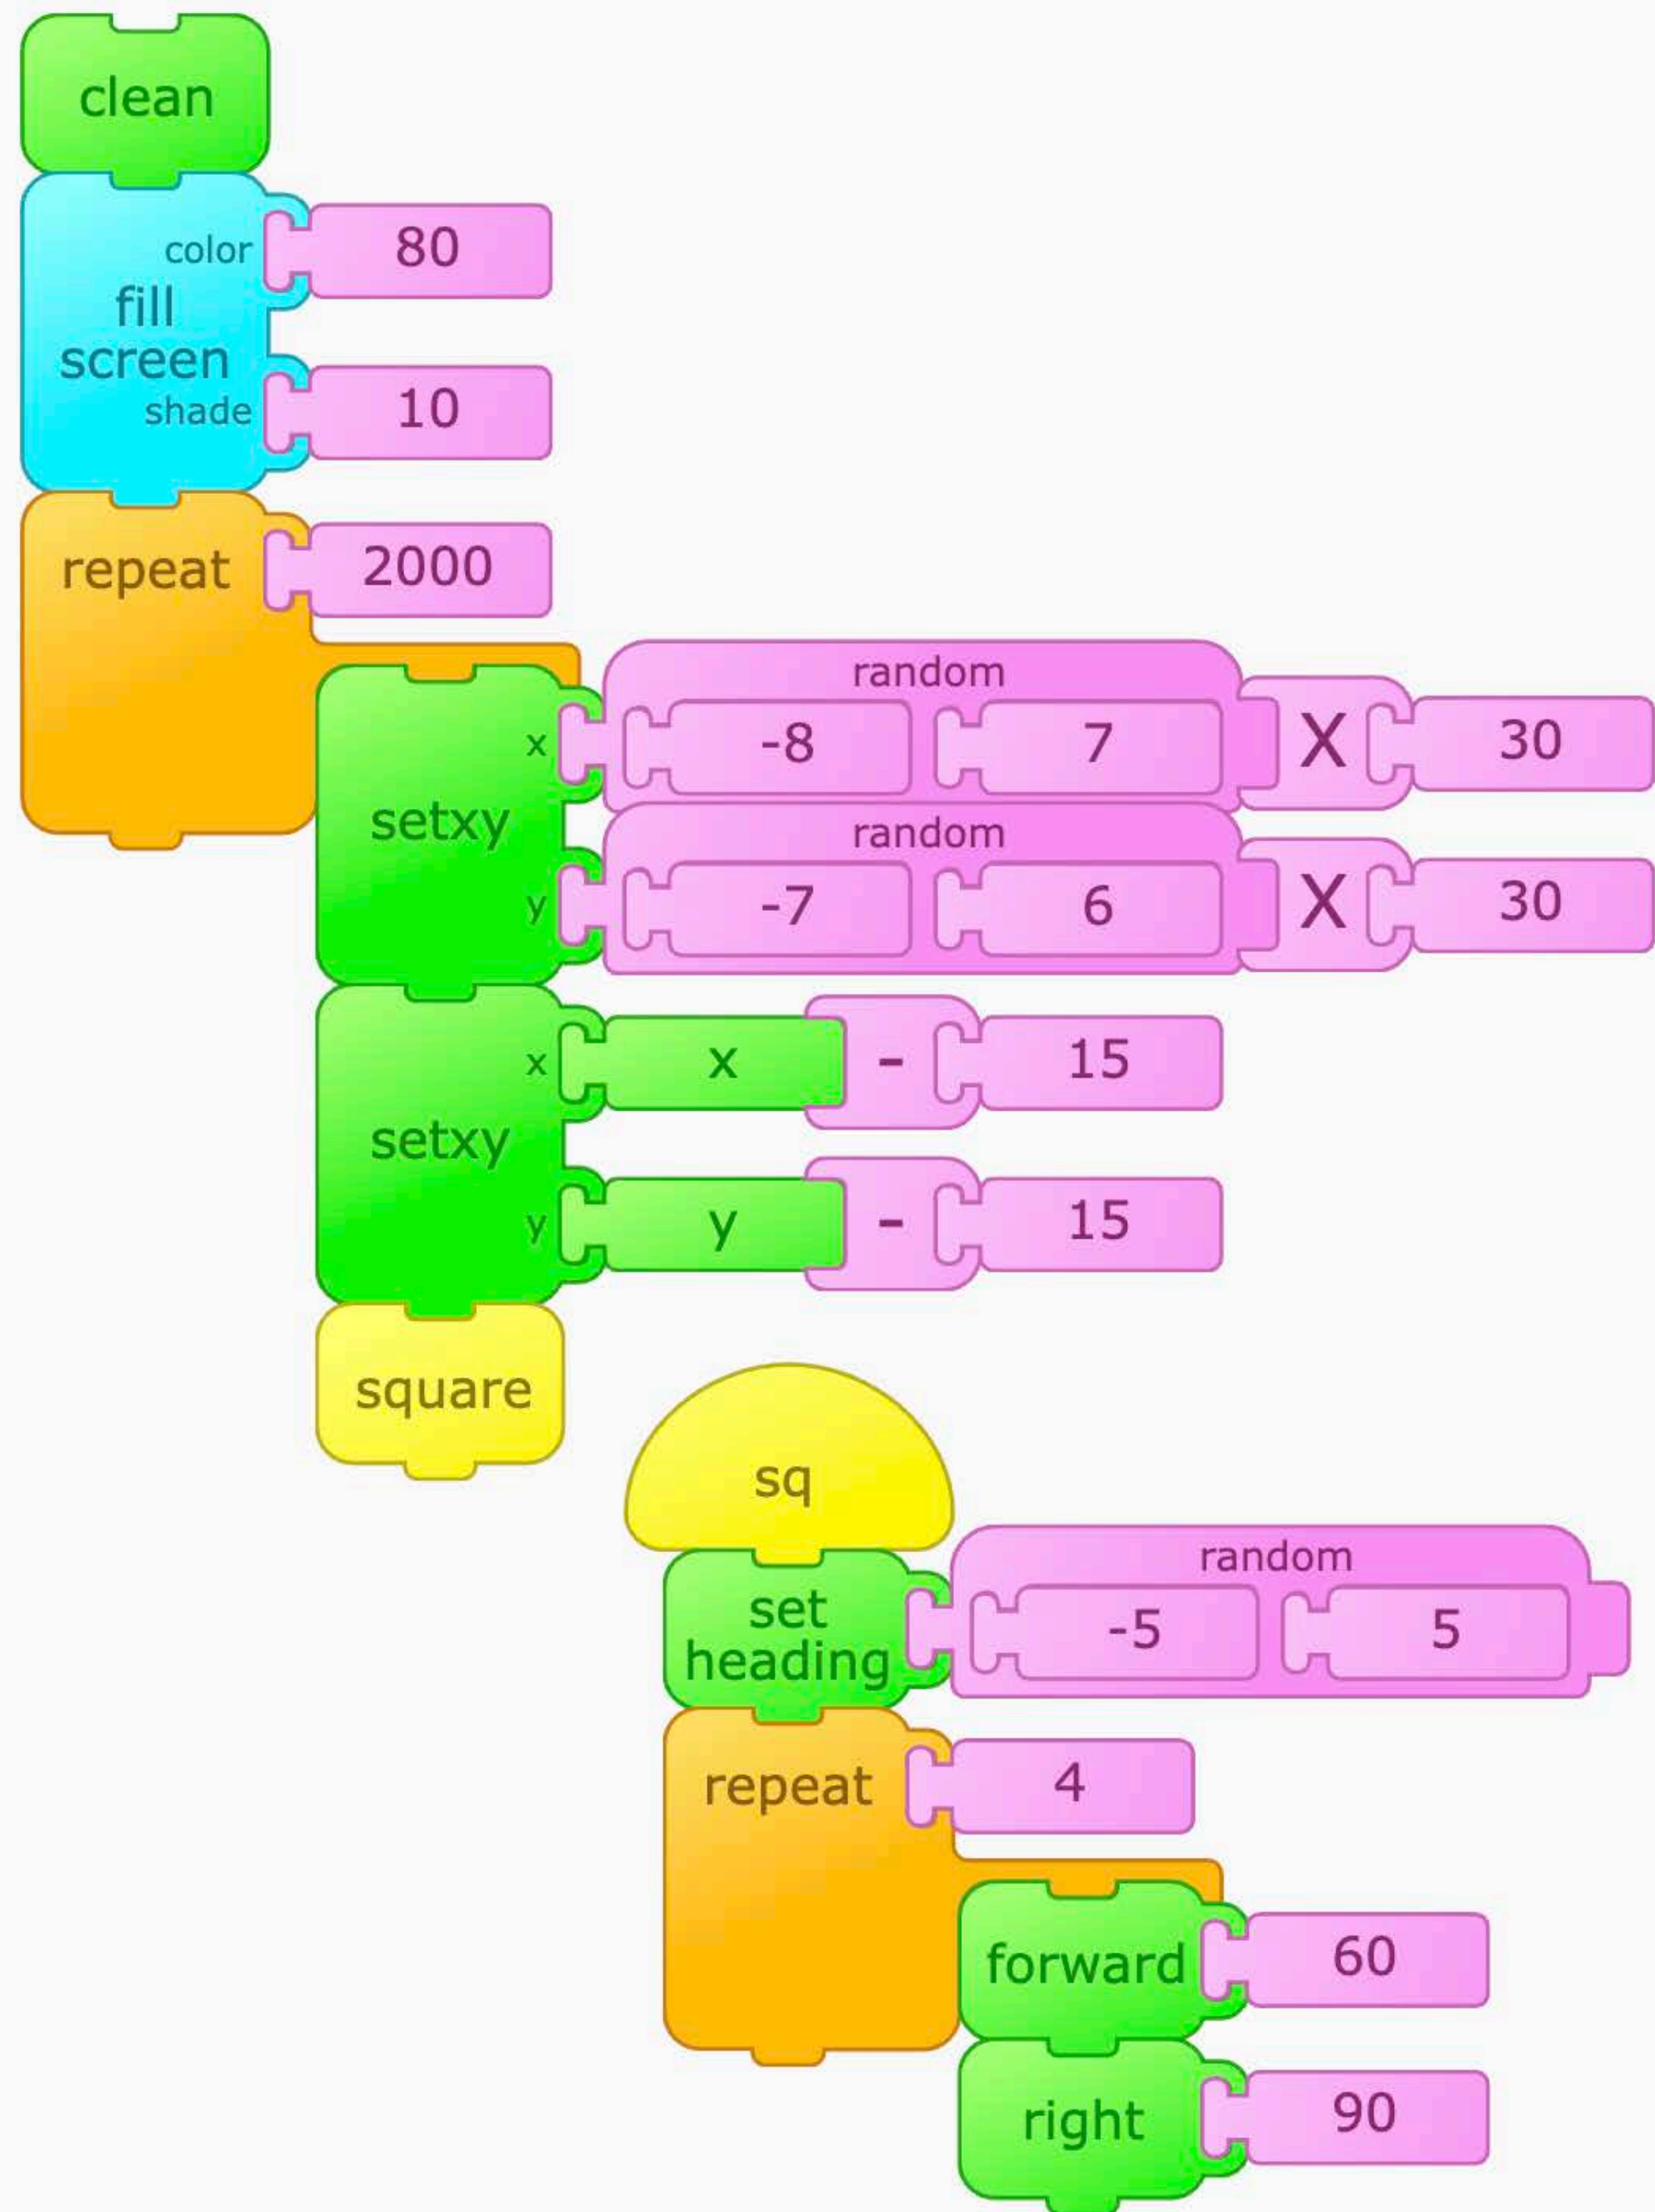 clean
color 80
fill
screen
shade 10
repeat 2000
random
x -8 7 X 30
setxy
random
y -7 6 X 30
x x - 15
setxy
y y - 15
square
sq
random
set
heading -5 5
repeat 4
forward 60
right 90